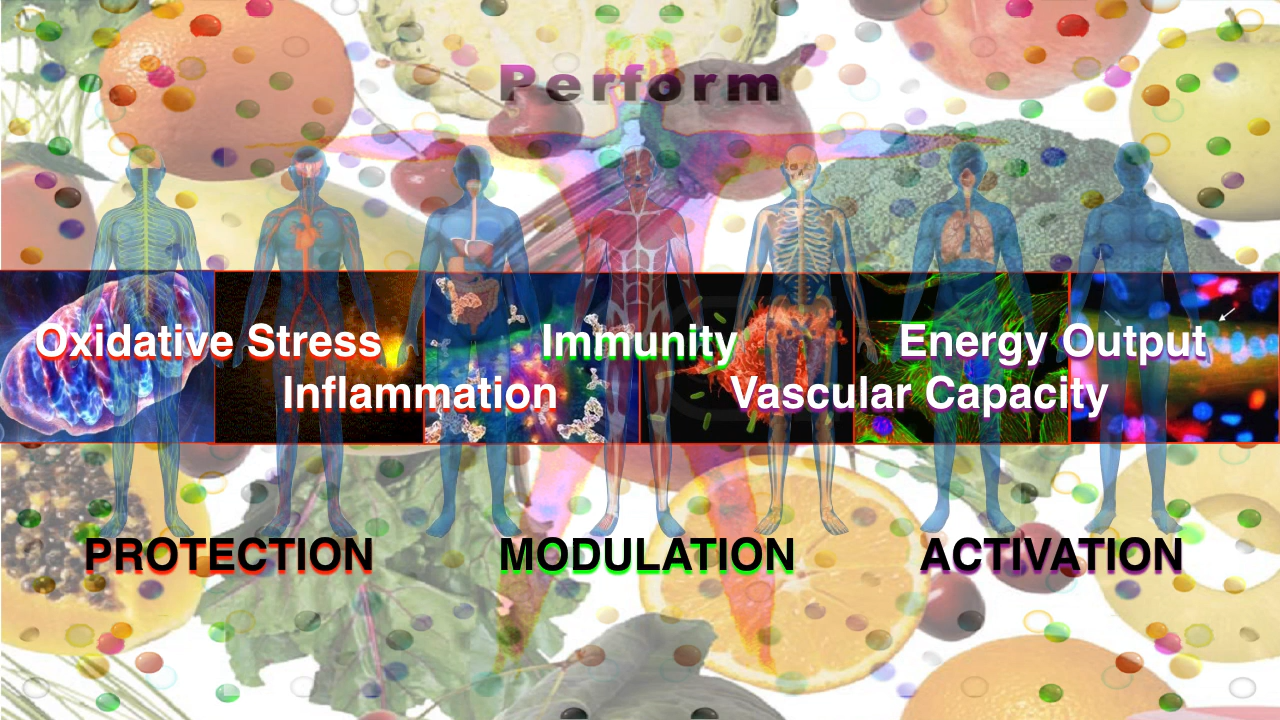 Perform
Oxidative Stress
Immunity
Energy Output
Inflammation
Vascular Capacity
PROTECTION
MODULATION
ACTIVATION